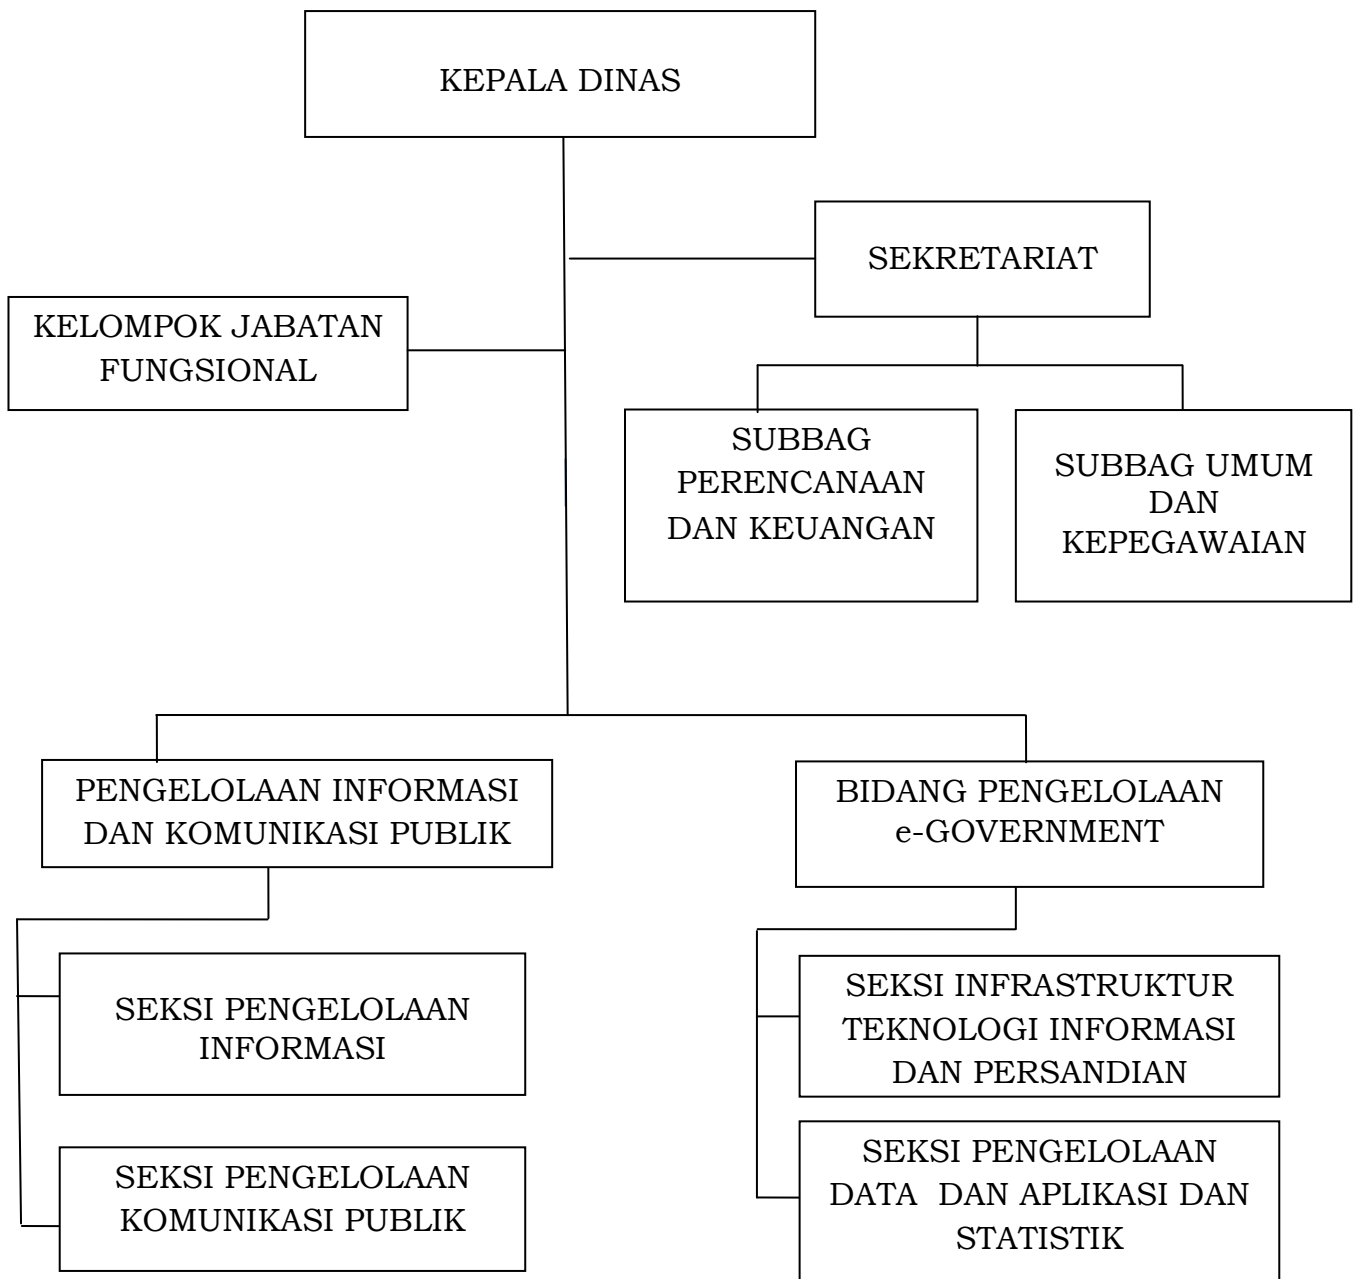 KEPALA DINAS
SEKRETARIAT
KELOMPOK JABATAN
FUNGSIONAL
SUBBAG
PERENCANAAN
DAN KEUANGAN
SUBBAG UMUM
DAN
KEPEGAWAIAN
PENGELOLAAN INFORMASI
DAN KOMUNIKASI PUBLIK
BIDANG PENGELOLAAN
e-GOVERNMENT
SEKSI PENGELOLAAN
INFORMASI
SEKSI INFRASTRUKTUR
TEKNOLOGI INFORMASI
DAN PERSANDIAN
SEKSI PENGELOLAAN
KOMUNIKASI PUBLIK
SEKSI PENGELOLAAN
DATA  DAN APLIKASI DAN
STATISTIK